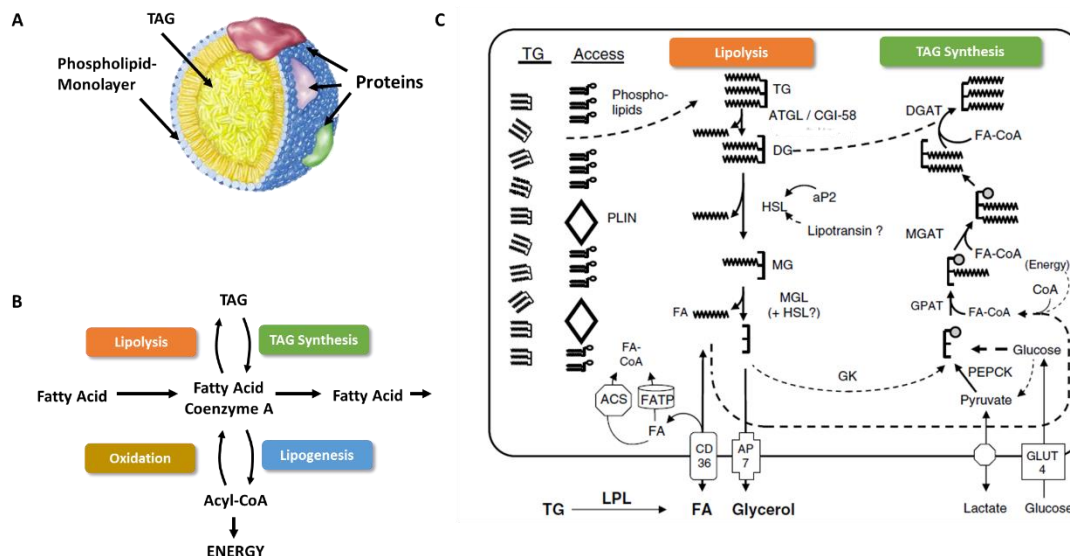 A
TAG
Phospholipid-
Monolayer
Proteins
B
TAG
Lipolysis
TAG Synthesis
Fatty Acid
Fatty Acid
Coenzyme A
Fatty Acid
Oxidation
Lipogenesis
Acyl-CoA
ENERGY
C
TG
Access
Phospho-
lipids
PLIN
Lipolysis
TG
ATGL / CGI-58
DG
HSL
aP2
Lipotransin ?
MG
FA
MGL
(+ HSL?)
TAG Synthesis
DGAT
FA-CoA
MGAT
FA-CoA
(Energy)
CoA
GPAT
FA-CoA
Glucose
PEPCK
Pyruvate
GK
FA-
CoA
ACS
FATP
FA
CD
36
AP
7
GLUT
4
TG
LPL
FA
Glycerol
Lactate
Glucose